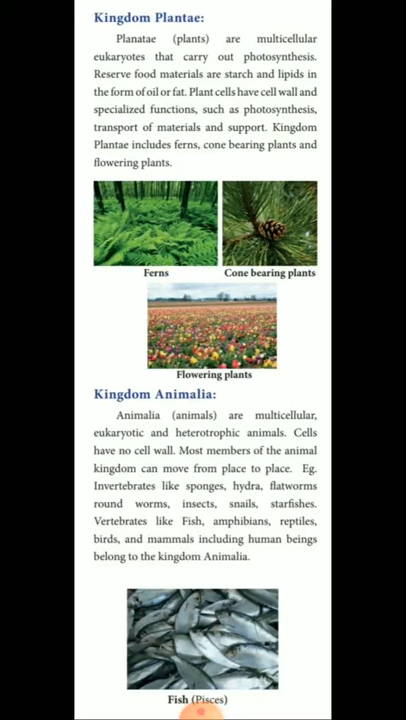 Kingdom Plantae:
Planatae (plants) are multicellular
eukaryotes that carry out photosynthesis.
Reserve food materials are starch and lipids in
the form of oil or fat. Plant cells have cell wall and
specialized functions, such as photosynthesis,
transport of materials and support. Kingdom
Plantae includes ferns, cone bearing plants and
flowering plants.
Ferns
Cone bearing plants
Flowering plants
Kingdom Animalia:
Animalia (animals) are multicellular,
eukaryotic and heterotrophic animals. Cells
have no cell wall. Most members of the animal
kingdom can move from place to place. Eg.
Invertebrates like sponges, hydra, flatworms
round worms, insects, snails, starfishes.
Vertebrates like Fish, amphibians, reptiles,
birds, and mammals including human beings
belong to the kingdom Animalia.
Fish (Pisces)